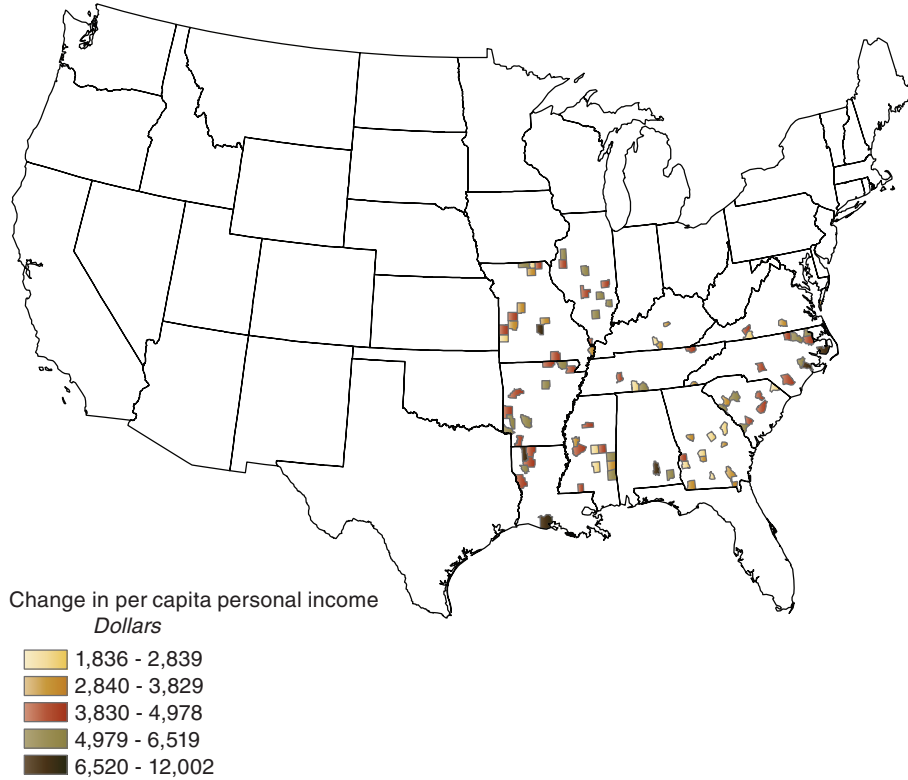 Change in per capita personal income
Dollars
1,836 - 2,839
2,840 - 3,829
3,830 - 4,978
4,979 - 6,519
6,520 - 12,002